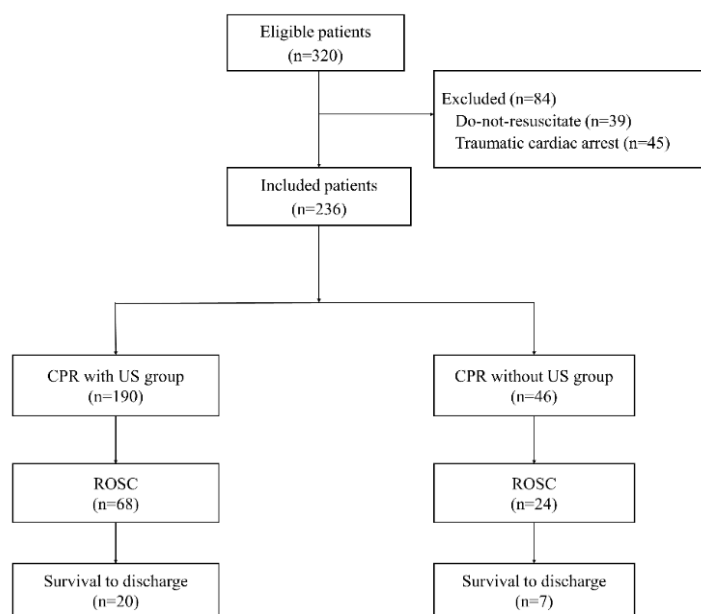 Eligible patients
(n=320)
Excluded (n=84)
Do-not-resuscitate (n=39)
Traumatic cardiac arrest (n=45)
Included patients
(n=236)
CPR with US group
(n=190)
CPR without US group
(n=46)
ROSC
(n=68)
ROSC
(n=24)
Survival to discharge
(n=20)
Survival to discharge
(n=7)